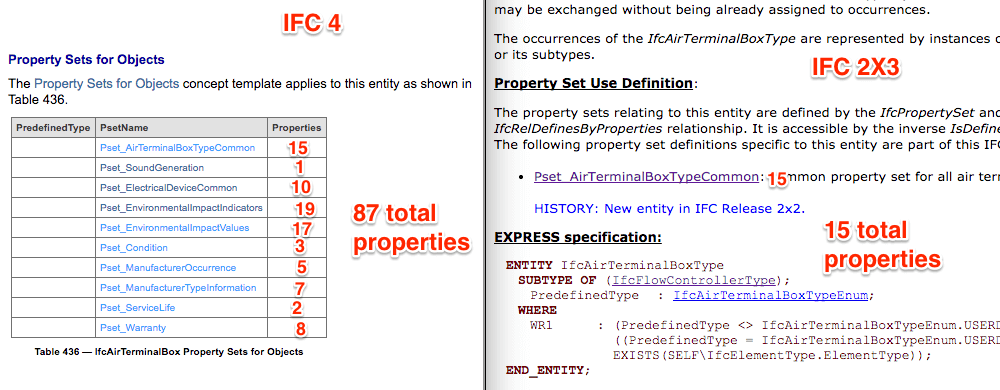 IFC 4
Property Sets for Objects
The Property Sets for Objects concept template applies to this entity as shown in
Table 436.
PredefinedType PsetName Properties
Pset_AirTerminalBoxTypeCommon 15
Pset_SoundGeneration 1
Pset_ElectricalDeviceCommon 10
Pset_EnvironmentalImpactIndicators 19
Pset_EnvironmentalImpactValues 17
Pset_Condition 3
Pset_ManufacturerOccurrence 5
Pset_ManufacturerTypeInformation 7
Pset_ServiceLife 2
Pset_Warranty 8
87 total
properties
Table 436 — IfcAirTerminalBox Property Sets for Objects
may be exchanged without being already assigned to occurrences.
The occurrences of the IfcAirTerminalBoxType are represented by instances
or its subtypes.
IFC 2X3
Property Set Use Definition:
The property sets relating to this entity are defined by the IfcPropertySet and
IfcRelDefinesByProperties relationship. It is accessible by the inverse IsDefine
The following property set definitions specific to this entity are part of this IFC
• Pset_AirTerminalBoxTypeCommon: 15 mmon property set for all air terr
HISTORY: New entity in IFC Release 2x2.
15 total
properties
EXPRESS specification:
ENTITY IfcAirTerminalBoxType
SUBTYPE OF (IfcFlowControllerType);
PredefinedType : IfcAirTerminalBoxTypeEnum;
WHERE
WR1 : (PredefinedType <> IfcAirTerminalBoxTypeEnum.USERD
((PredefinedType = IfcAirTerminalBoxTypeEnum.USERD
EXISTS(SELF\IfcElementType.ElementType));
END_ENTITY;